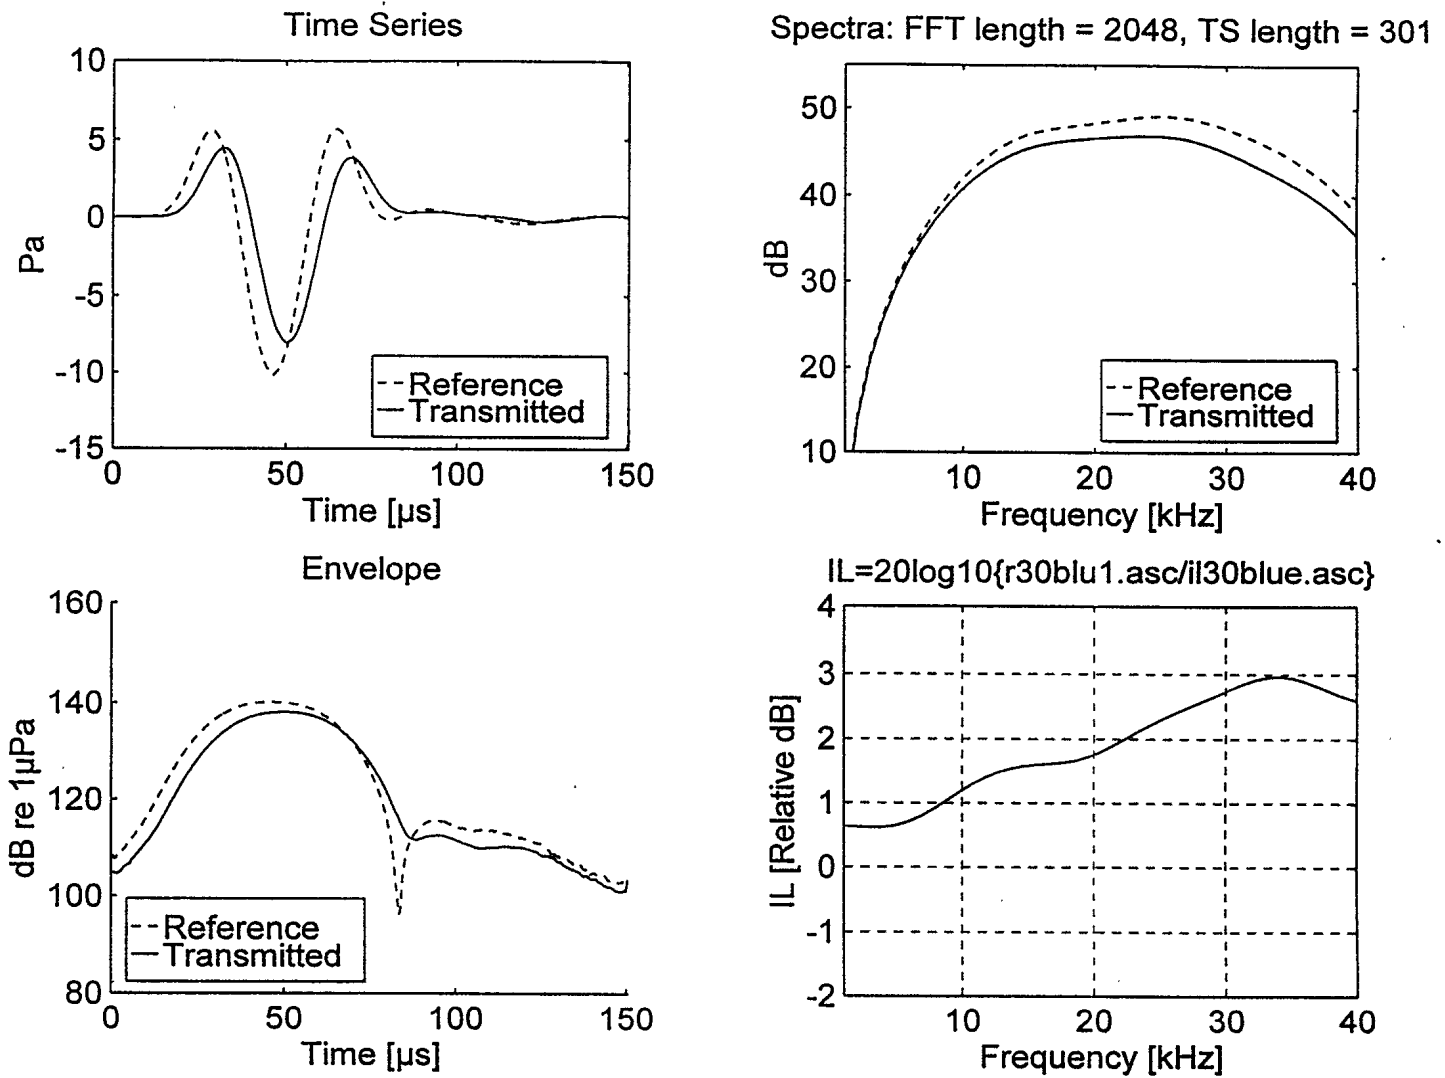 Time Series
10
5
0
-5
-10
-15
Pa
Reference
Transmitted
0 50 100 150
Time [µs]
Spectra: FFT length = 2048, TS length = 301
50
40
30
20
10
dB
Reference
Transmitted
10 20 30 40
Frequency [kHz]
Envelope
160
140
120
100
80
dB re 1µPa
Reference
Transmitted
0 50 100 150
Time [µs]
IL=20log10{r30blu1.asc/il30blue.asc}
4
3
2
1
0
-1
-2
IL [Relative dB]
10 20 30 40
Frequency [kHz]